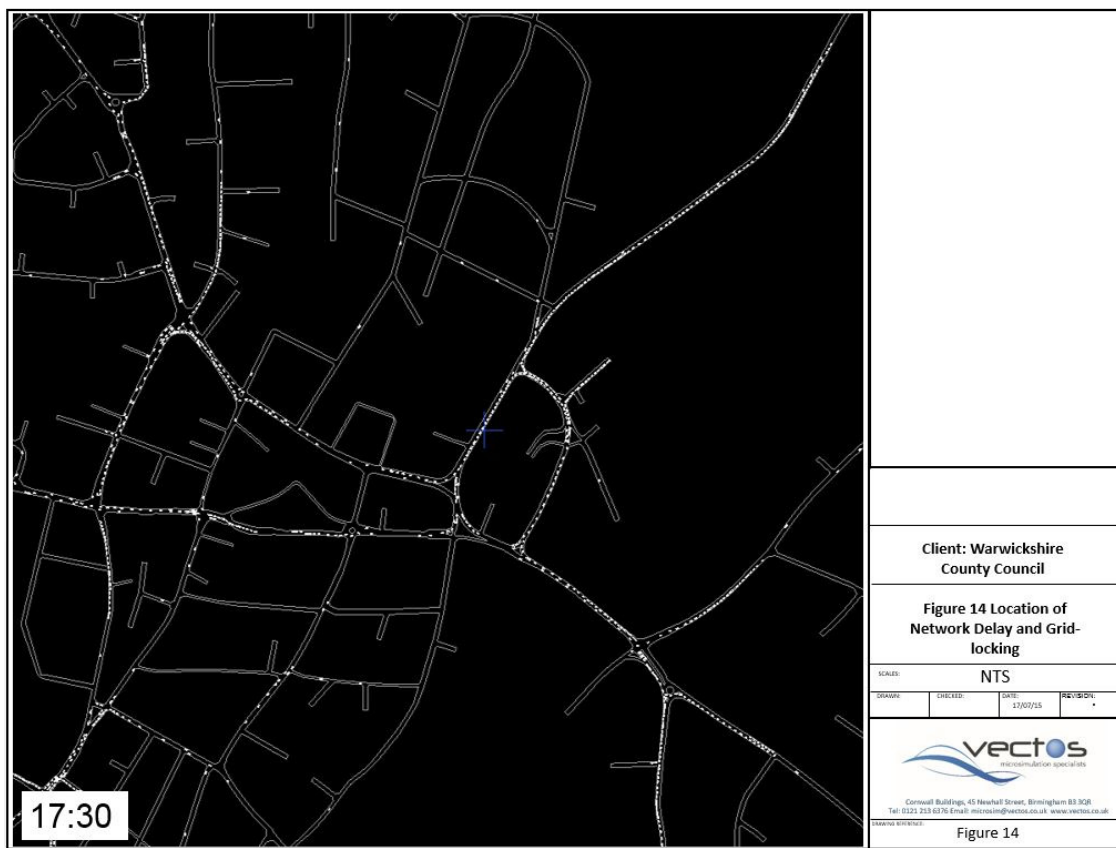 17:30
Client: Warwickshire
County Council
Figure 14 Location of
Network Delay and Grid-
locking
SCALES:
NTS
DRAWN:
CHECKED:
DATE:
17/07/15
REVISION:
vectos
microsimulation specialists
Cornwall Buildings, 45 Newhall Street, Birmingham B3 3QR
Tel: 0121 213 6376 Email: microsim@vectos.co.uk www.vectos.co.uk
DRAWING REFERENCE:
Figure 14